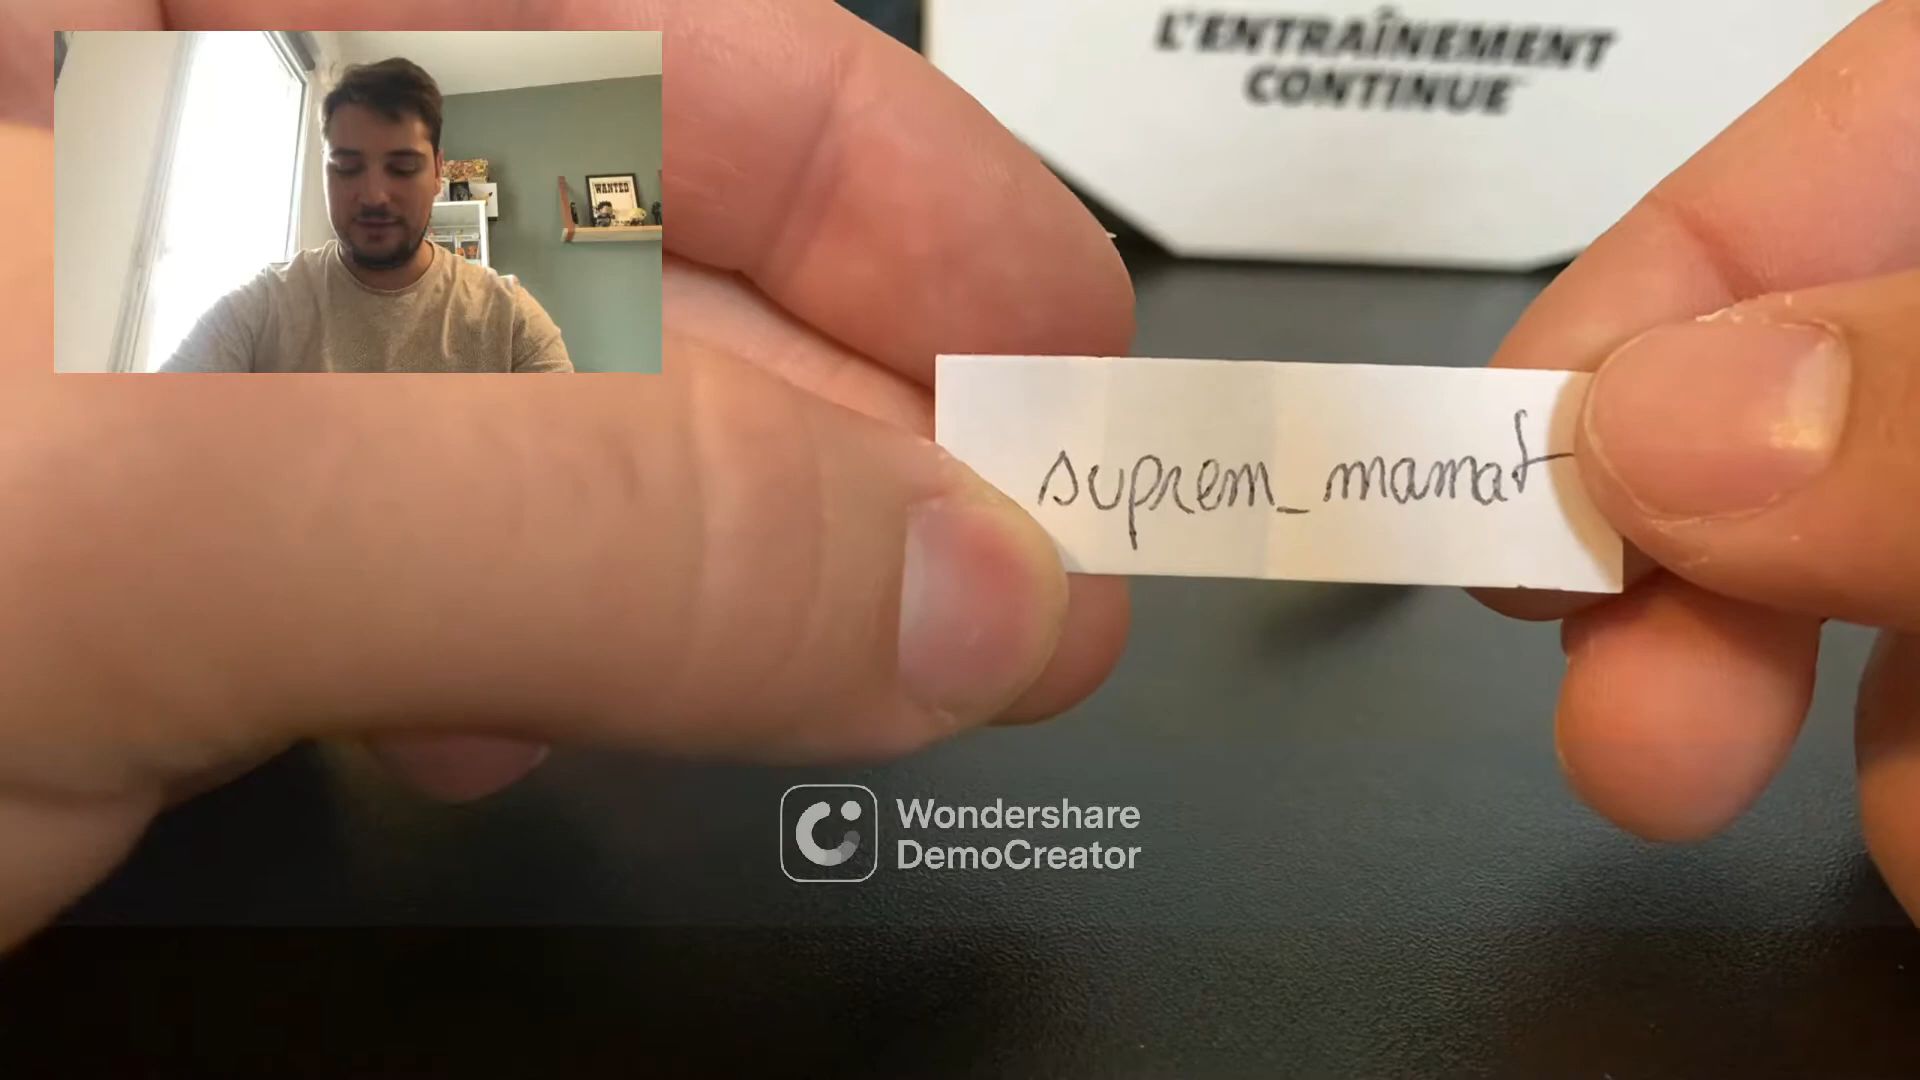 L'ENTRAÎNEMENT
CONTINUE
WANTED
suprem_mamat
Wondershare
DemoCreator